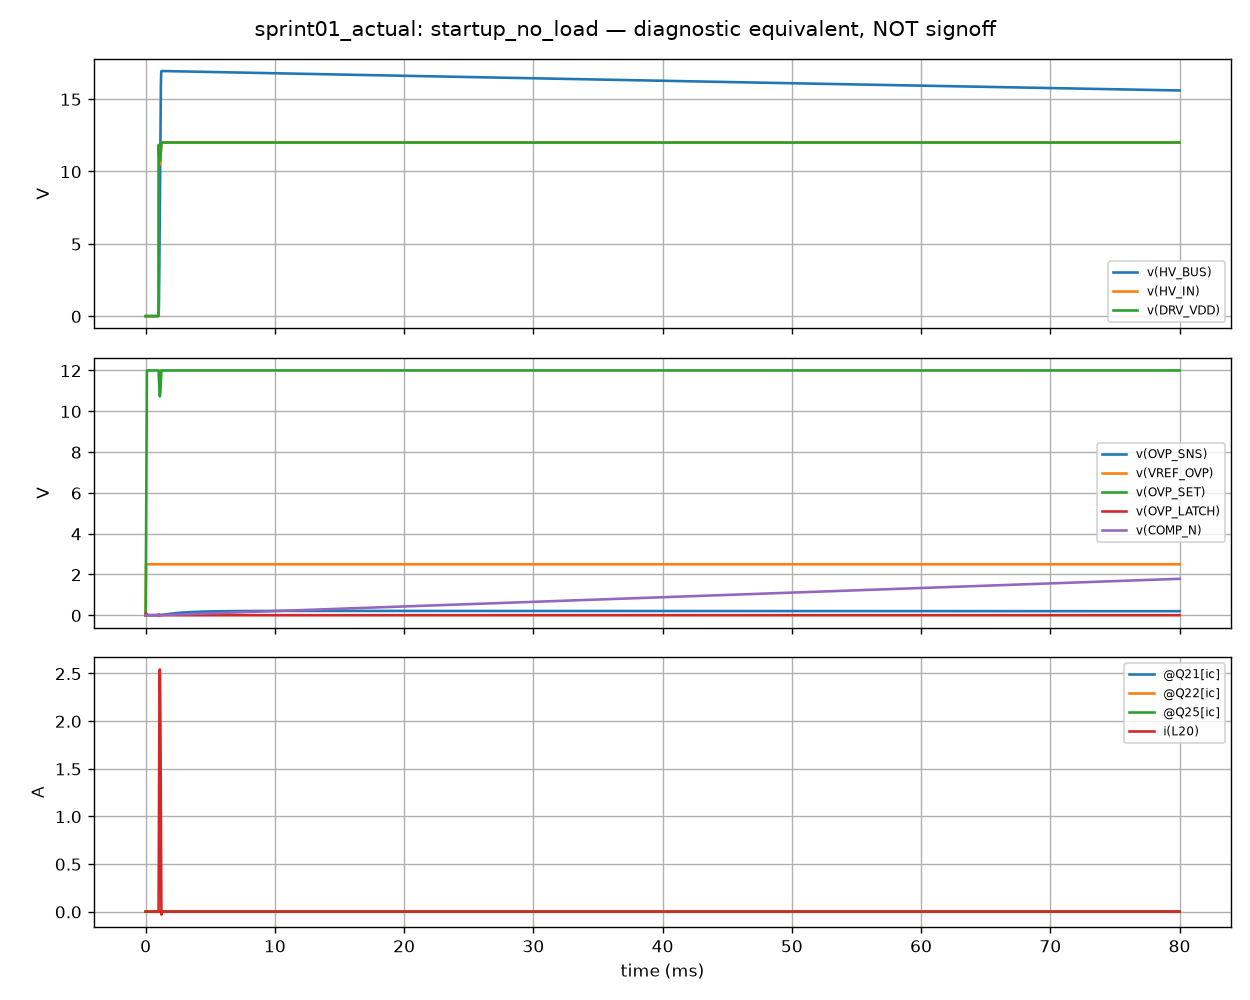 sprint01_actual: startup_no_load — diagnostic equivalent, NOT signoff
15
10
5
0
V
v(HV_BUS)
v(HV_IN)
v(DRV_VDD)
12
10
8
6
4
2
0
V
v(OVP_SNS)
v(VREF_OVP)
v(OVP_SET)
v(OVP_LATCH)
v(COMP_N)
2.5
2.0
1.5
1.0
0.5
0.0
A
@Q21[ic]
@Q22[ic]
@Q25[ic]
i(L20)
0 10 20 30 40 50 60 70 80
time (ms)